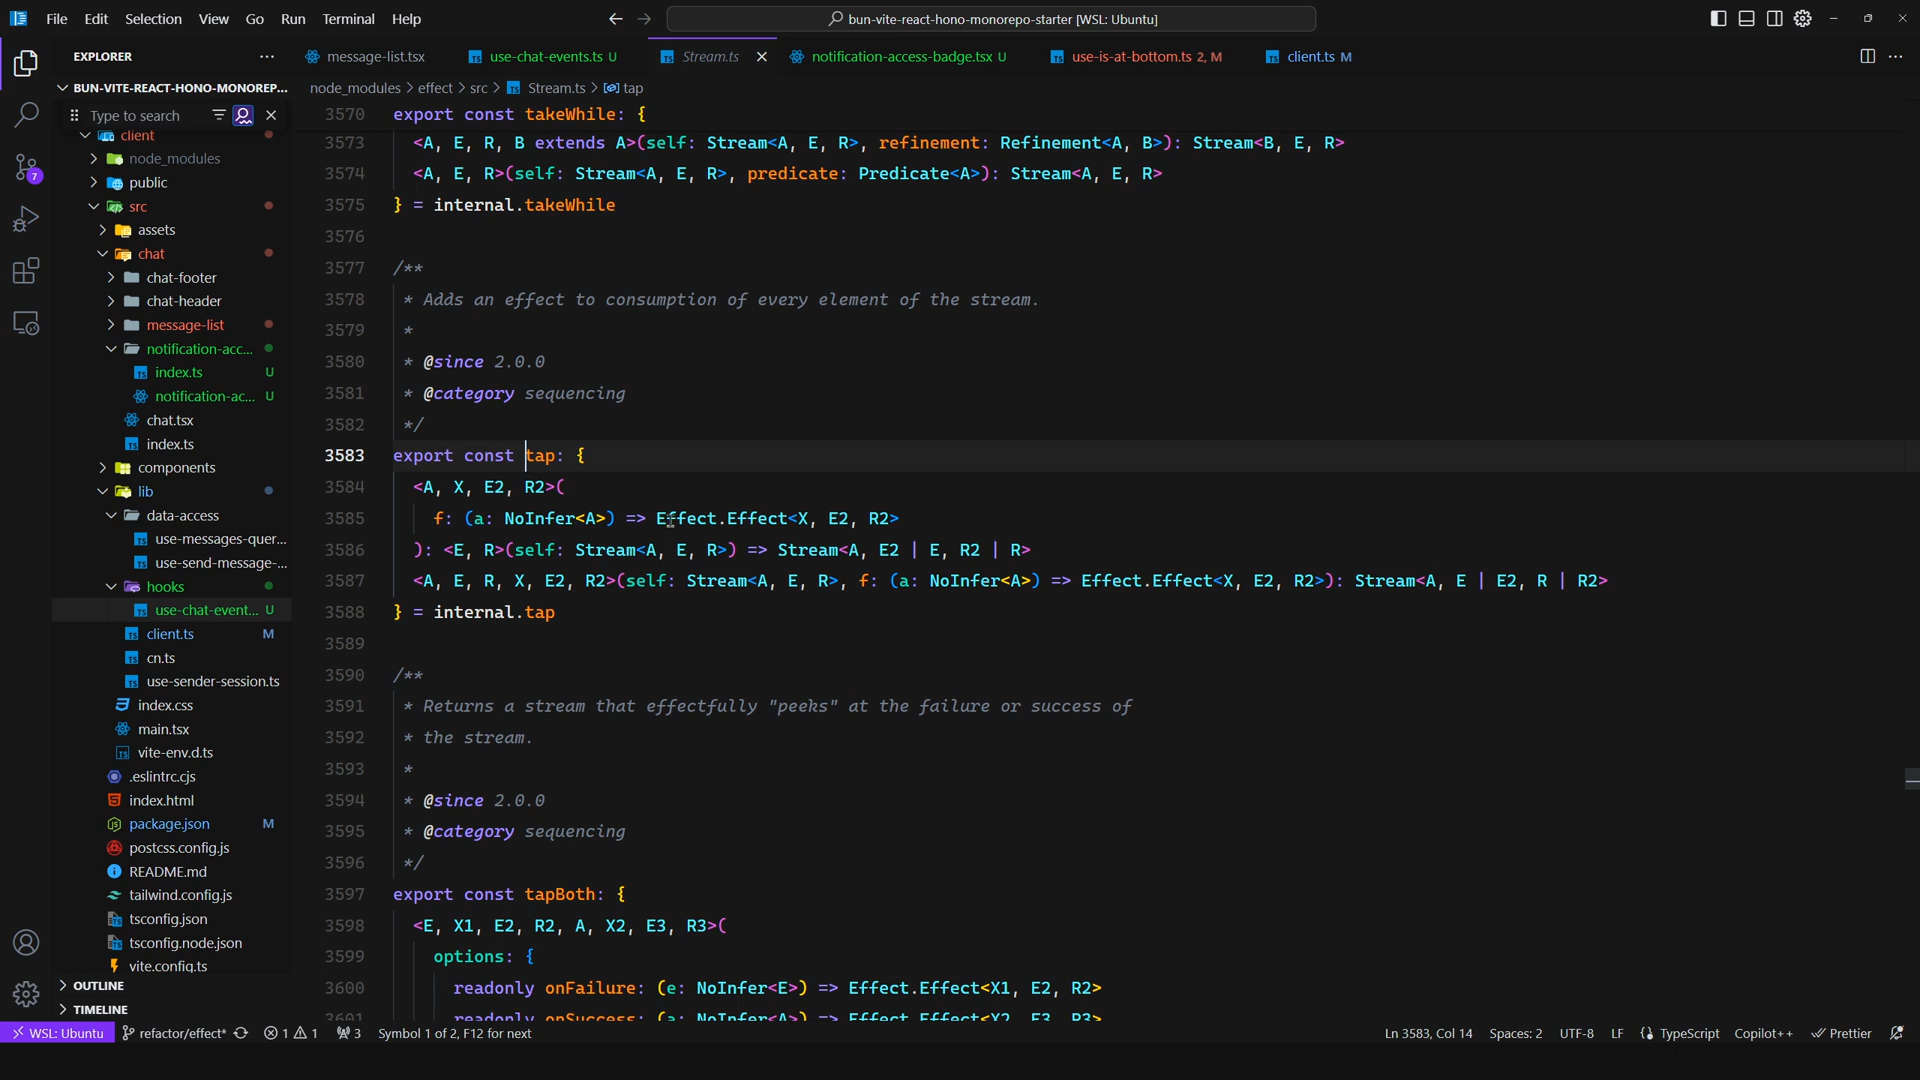 File Edit Selection View Go Run Terminal Help
bun-vite-react-hono-monorepo-starter [WSL: Ubuntu]
EXPLORER
message-list.tsx
use-chat-events.ts U
Stream.ts
notification-access-badge.tsx U
use-is-at-bottom.ts 2, M
client.ts M
BUN-VITE-REACT-HONO-MONOREP...
Type to search
client
node_modules
public
src
assets
chat
chat-footer
chat-header
message-list
notification-acc...
index.ts U
notification-ac... U
chat.tsx
index.ts
components
lib
data-access
use-messages-quer...
use-send-message-...
hooks
use-chat-event... U
client.ts M
cn.ts
use-sender-session.ts
index.css
main.tsx
vite-env.d.ts
.eslintrc.cjs
index.html
package.json M
postcss.config.js
README.md
tailwind.config.js
tsconfig.json
tsconfig.node.json
vite.config.ts
OUTLINE
TIMELINE
7
node_modules > effect > src > Stream.ts > tap
3570 export const takeWhile: {
3573 <A, E, R, B extends A>(self: Stream<A, E, R>, refinement: Refinement<A, B>): Stream<B, E, R>
3574 <A, E, R>(self: Stream<A, E, R>, predicate: Predicate<A>): Stream<A, E, R>
3575 } = internal.takeWhile
3576
3577 /**
3578 * Adds an effect to consumption of every element of the stream.
3579 *
3580 * @since 2.0.0
3581 * @category sequencing
3582 */
3583 export const tap: {
3584 <A, X, E2, R2>(
3585 f: (a: NoInfer<A>) => Effect.Effect<X, E2, R2>
3586 ): <E, R>(self: Stream<A, E, R>) => Stream<A, E2 | E, R2 | R>
3587 <A, E, R, X, E2, R2>(self: Stream<A, E, R>, f: (a: NoInfer<A>) => Effect.Effect<X, E2, R2>): Stream<A, E | E2, R | R2>
3588 } = internal.tap
3589
3590 /**
3591 * Returns a stream that effectfully "peeks" at the failure or success of
3592 * the stream.
3593 *
3594 * @since 2.0.0
3595 * @category sequencing
3596 */
3597 export const tapBoth: {
3598 <E, X1, E2, R2, A, X2, E3, R3>(
3599 options: {
3600 readonly onFailure: (e: NoInfer<E>) => Effect.Effect<X1, E2, R2>
3601 readonly onSuccess: (a: NoInfer<A>) => Effect.Effect<X2, E3, R3>
WSL: Ubuntu refactor/effect* 1 1 3 Symbol 1 of 2, F12 for next Ln 3583, Col 14 Spaces: 2 UTF-8 LF {} TypeScript Copilot++ Prettier